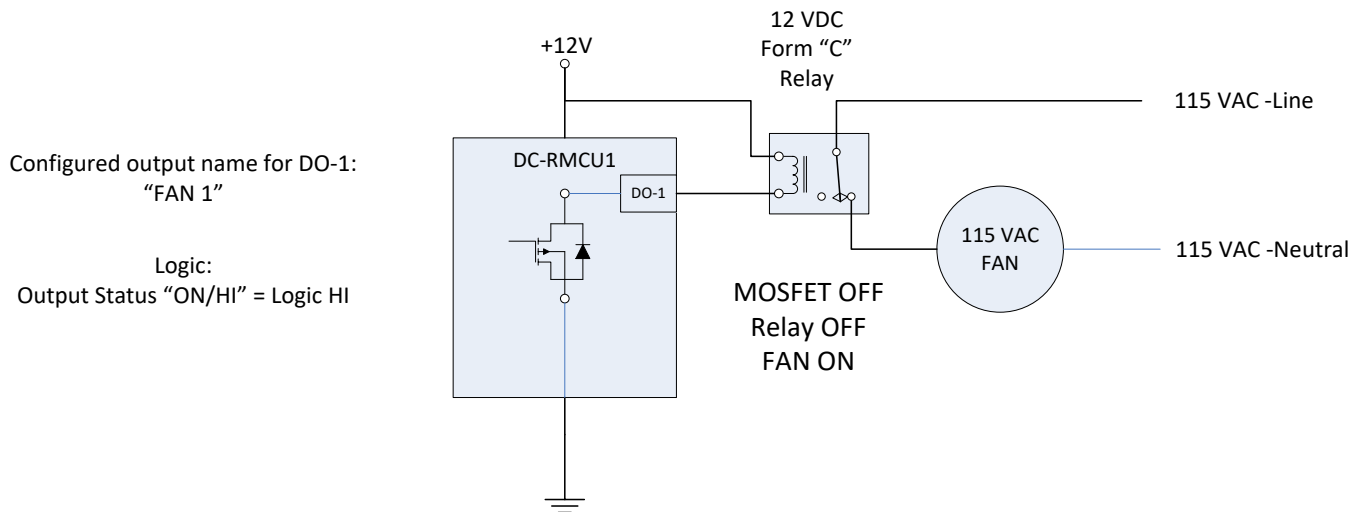 12 VDC
Form “C”
Relay
+12V
115 VAC -Line
Configured output name for DO-1:
“FAN 1”
DC-RMCU1
DO-1
Logic:
Output Status “ON/HI” = Logic HI
115 VAC
FAN
115 VAC -Neutral
MOSFET OFF
Relay OFF
FAN ON